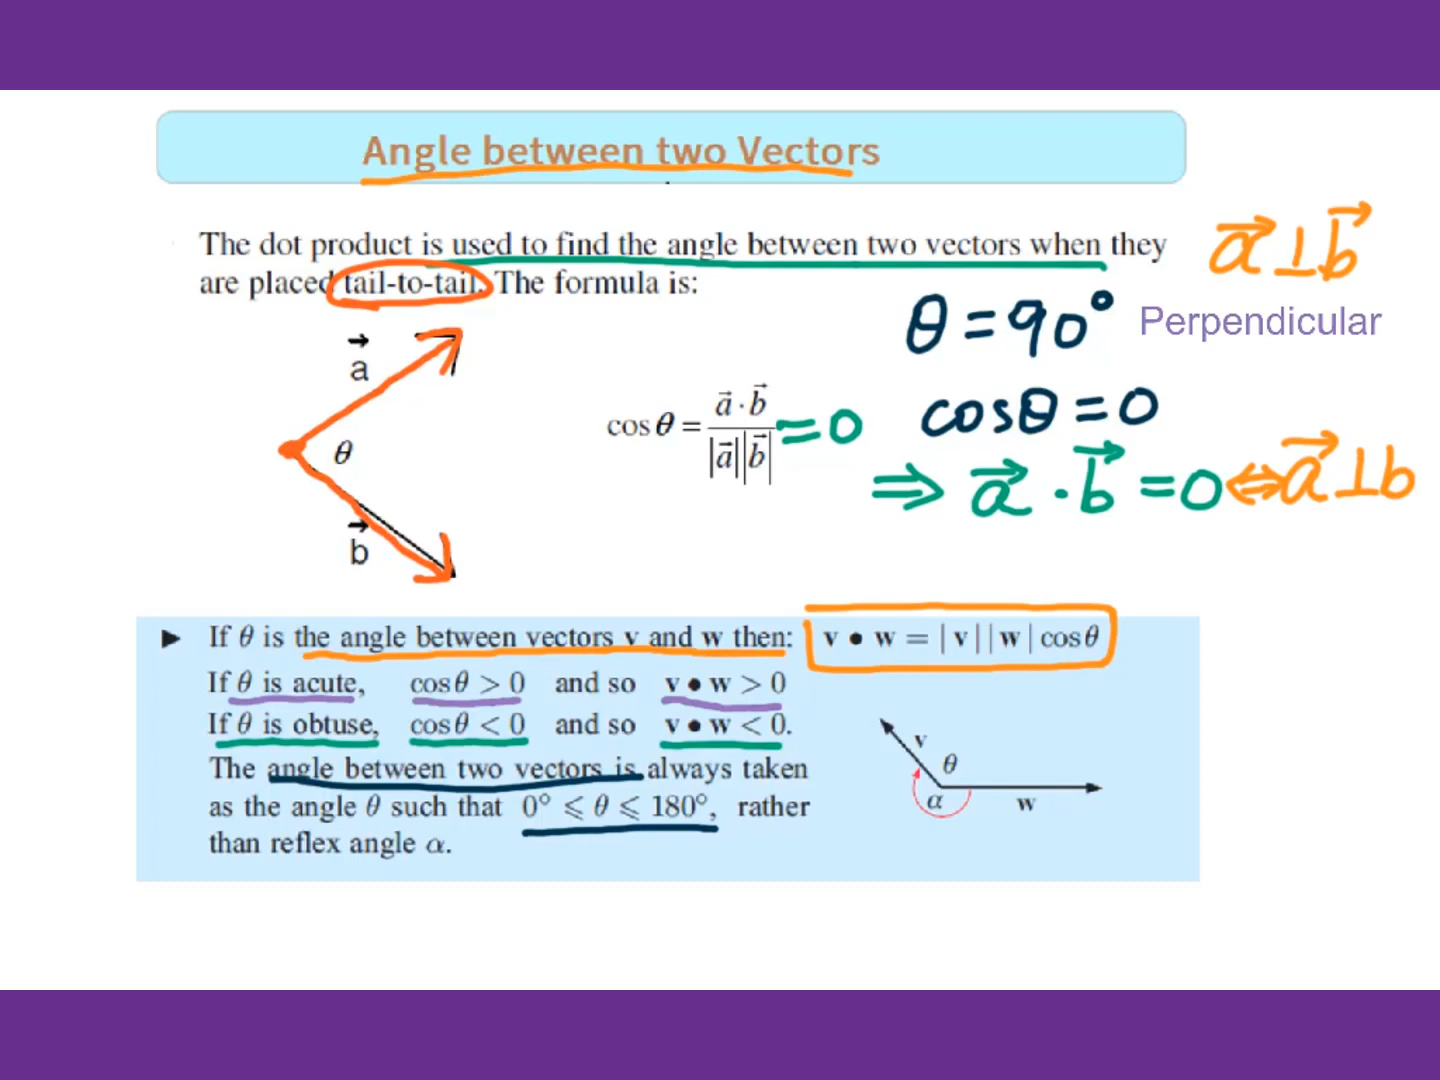 Angle between two Vectors
The dot product is used to find the angle between two vectors when they
are placed tail-to-tail. The formula is:
a⃗ ⊥ b⃗
Perpendicular
θ = 90°
cosθ = 0
a⃗
θ
b⃗
cos θ = a⃗ · b⃗ / |a⃗||b⃗| = 0
⇒ a⃗ · b⃗ = 0 ⇔ a⃗ ⊥ b
▶ If θ is the angle between vectors v and w then: v • w = | v | | w | cos θ
If θ is acute, cos θ > 0 and so v • w > 0
If θ is obtuse, cos θ < 0 and so v • w < 0.
The angle between two vectors is always taken
as the angle θ such that 0° ⩽ θ ⩽ 180°, rather
than reflex angle α.
v
θ
α
w